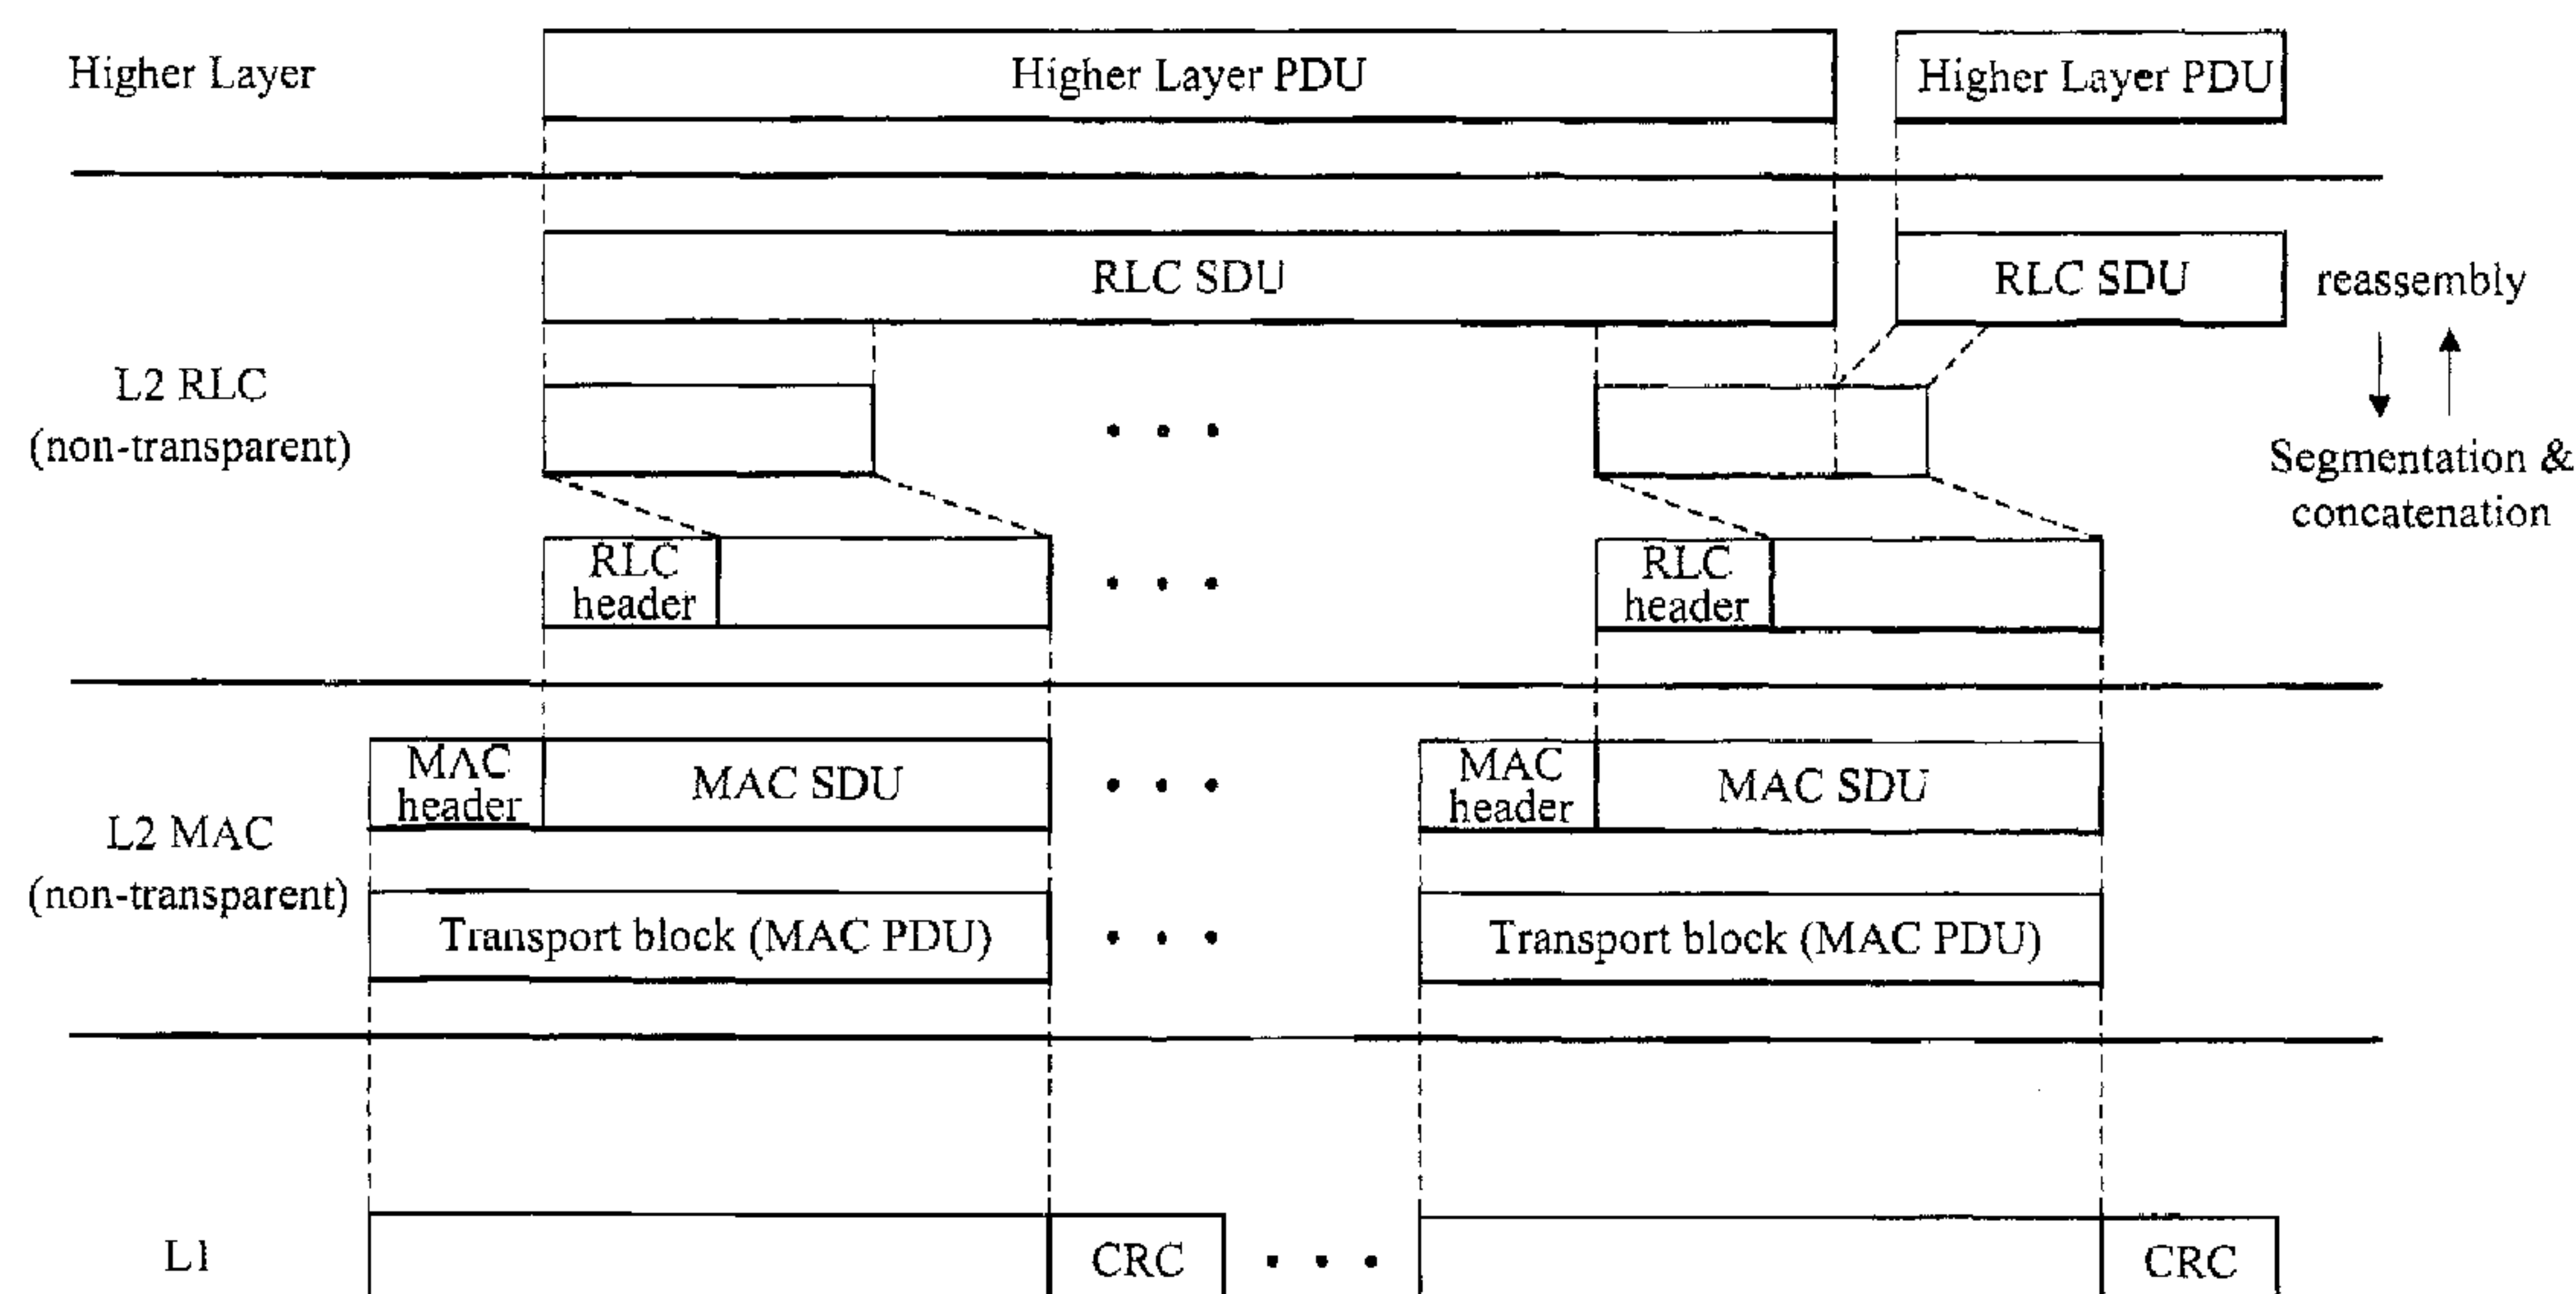 Higher Layer
Higher Layer PDU
Higher Layer PDU
RLC SDU
RLC SDU
reassembly
L2 RLC
(non-transparent)
Segmentation &
concatenation
RLC
header
RLC
header
MAC
header
MAC SDU
MAC
header
MAC SDU
L2 MAC
(non-transparent)
Transport block (MAC PDU)
Transport block (MAC PDU)
L1
CRC
CRC